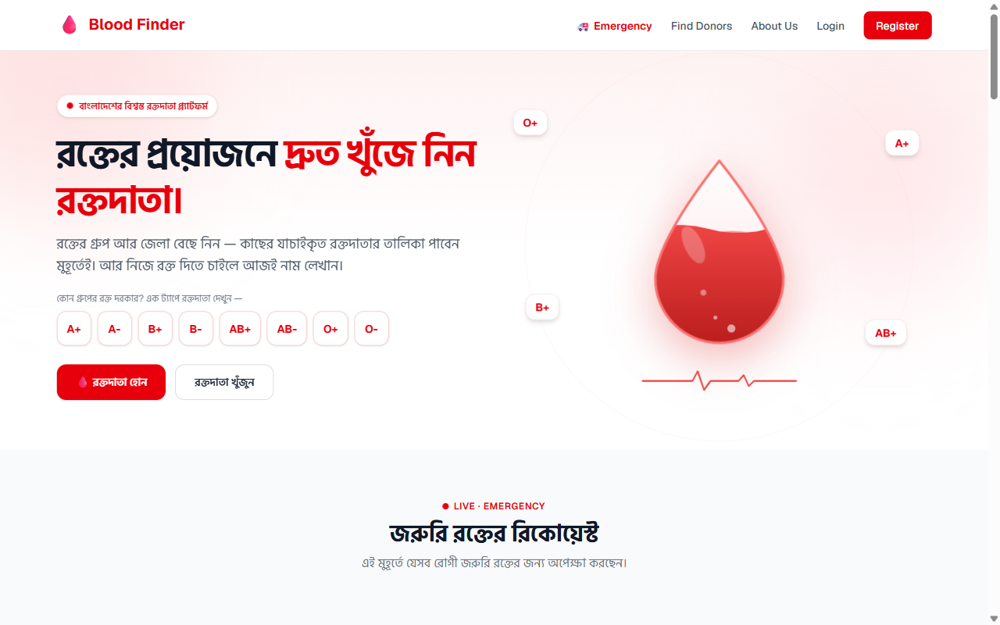 Blood Finder
🚑 Emergency
Find Donors
About Us
Login
Register
বাংলাদেশের বিশ্বস্ত রক্তদাতা প্ল্যাটফর্ম
রক্তের প্রয়োজনে দ্রুত খুঁজে নিন
রক্তদাতা।
রক্তের গ্রুপ আর জেলা বেছে নিন — কাছের যাচাইকৃত রক্তদাতার তালিকা পাবেন
মুহূর্তেই। আর নিজে রক্ত দিতে চাইলে আজই নাম লেখান।
কোন গ্রুপের রক্ত দরকার? এক ট্যাপে রক্তদাতা দেখুন —
A+ A- B+ B- AB+ AB- O+ O-
🩸 রক্তদাতা হোন
রক্তদাতা খুঁজুন
O+
A+
B+
AB+
LIVE · EMERGENCY
জরুরি রক্তের রিকোয়েস্ট
এই মুহূর্তে যেসব রোগী জরুরি রক্তের জন্য অপেক্ষা করছেন।